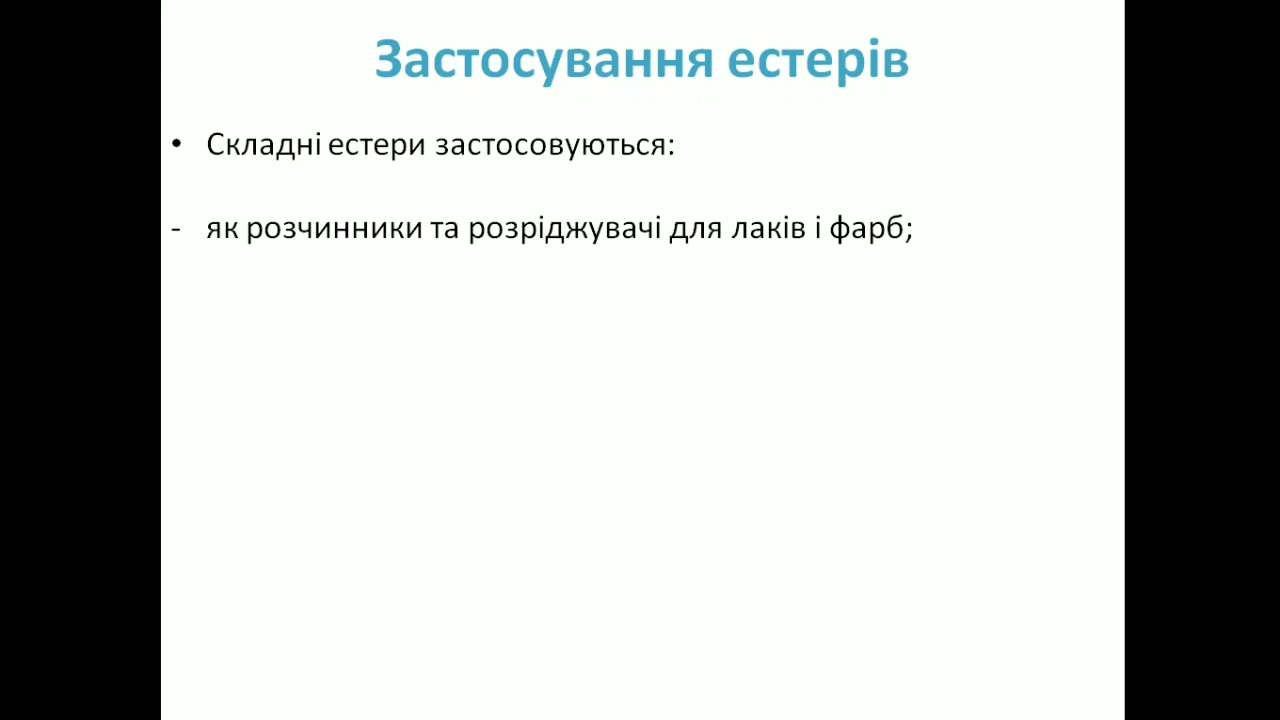 Застосування естерів
• Складні естери застосовуються:
- як розчинники та розріджувачі для лаків і фарб;